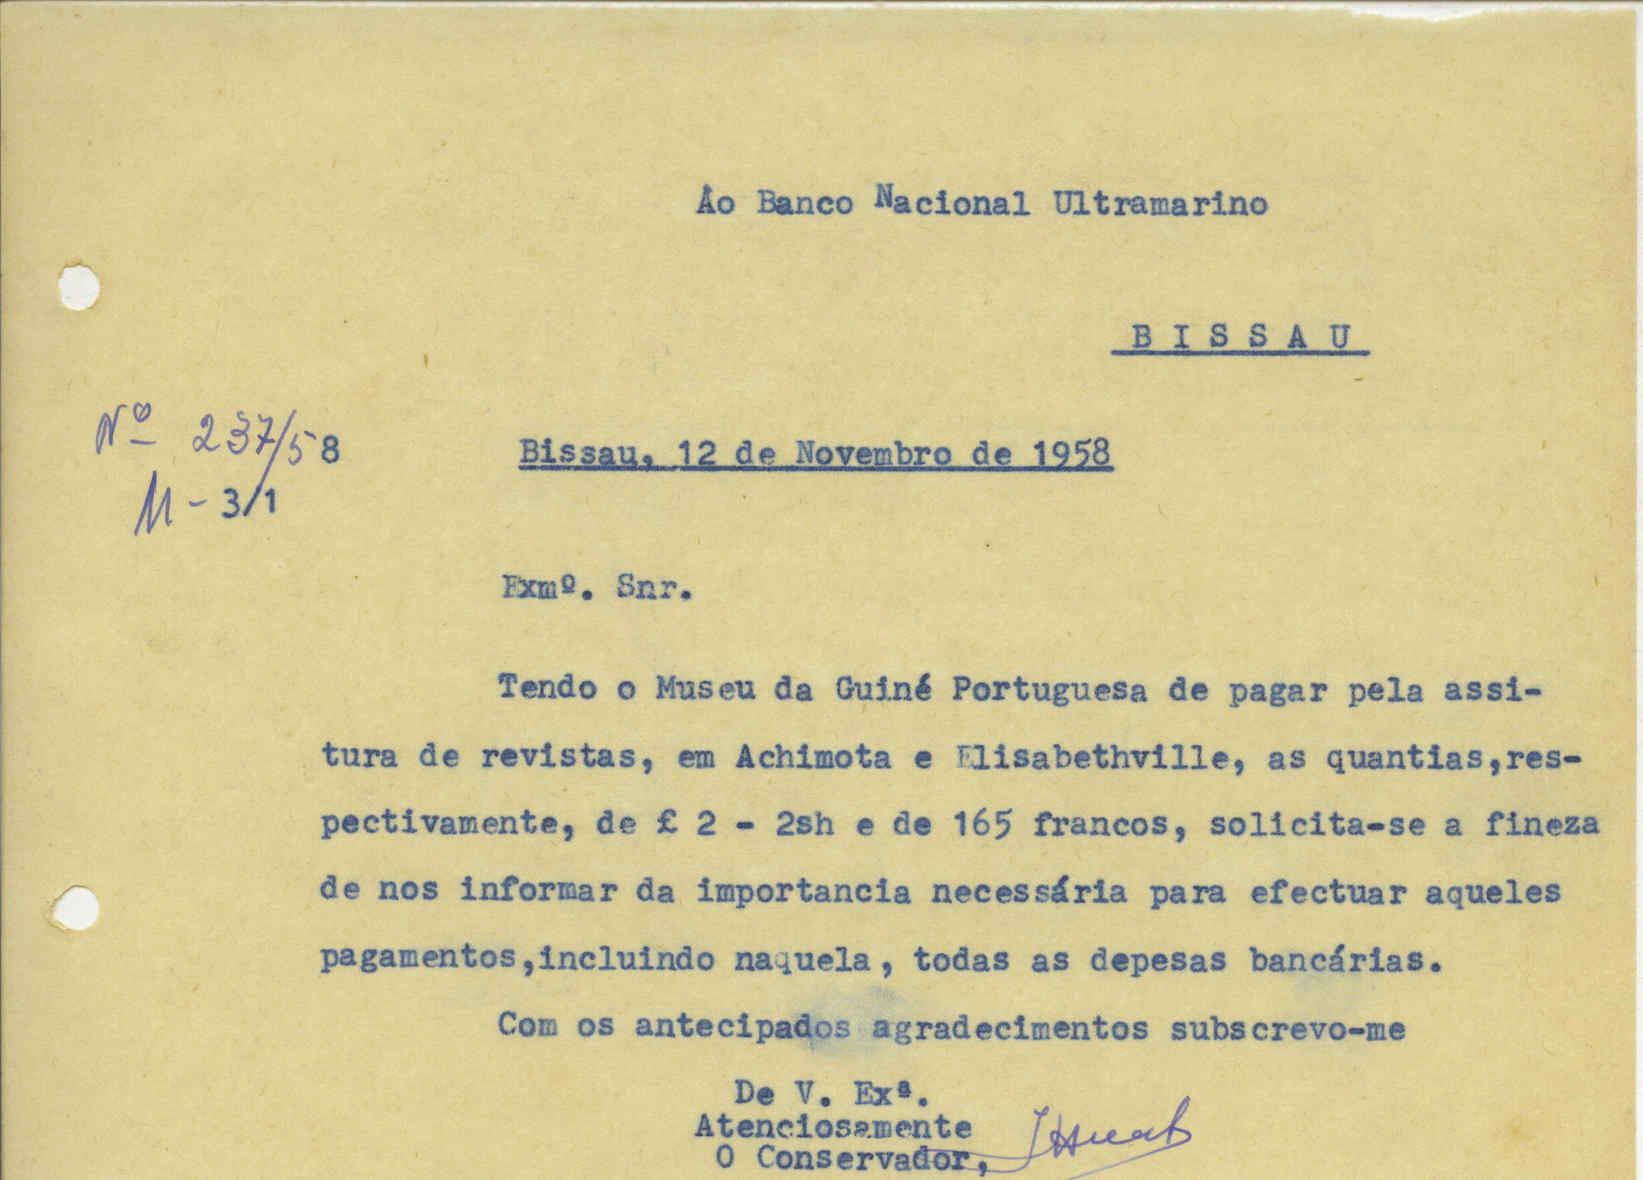 Ao Banco Nacional Ultramarino
B I S S A U
Nº 237/58
M - 3/1
Bissau, 12 de Novembro de 1958
Exmº. Snr.
Tendo o Museu da Guiné Portuguesa de pagar pela assi-
tura de revistas, em Achimota e Elisabethville, as quantias,res-
pectivamente, de £ 2 - 2sh e de 165 francos, solicita-se a fineza
de nos informar da importancia necessária para efectuar aqueles
pagamentos,incluindo naquela, todas as depesas bancárias.
Com os antecipados agradecimentos subscrevo-me
De V. Exª.
Atenciosamente
O Conservador,